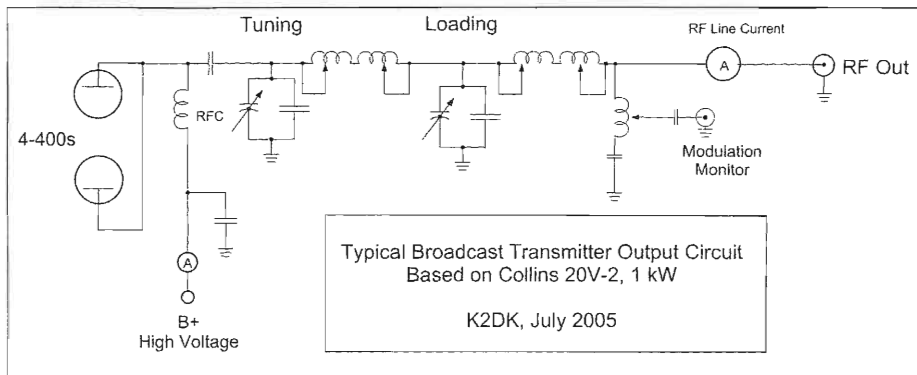 Tuning
Loading
RF Line Current
A
RF Out
RFC
4-400s
Modulation
Monitor
A
B+
High Voltage
Typical Broadcast Transmitter Output Circuit
Based on Collins 20V-2, 1 kW
K2DK, July 2005